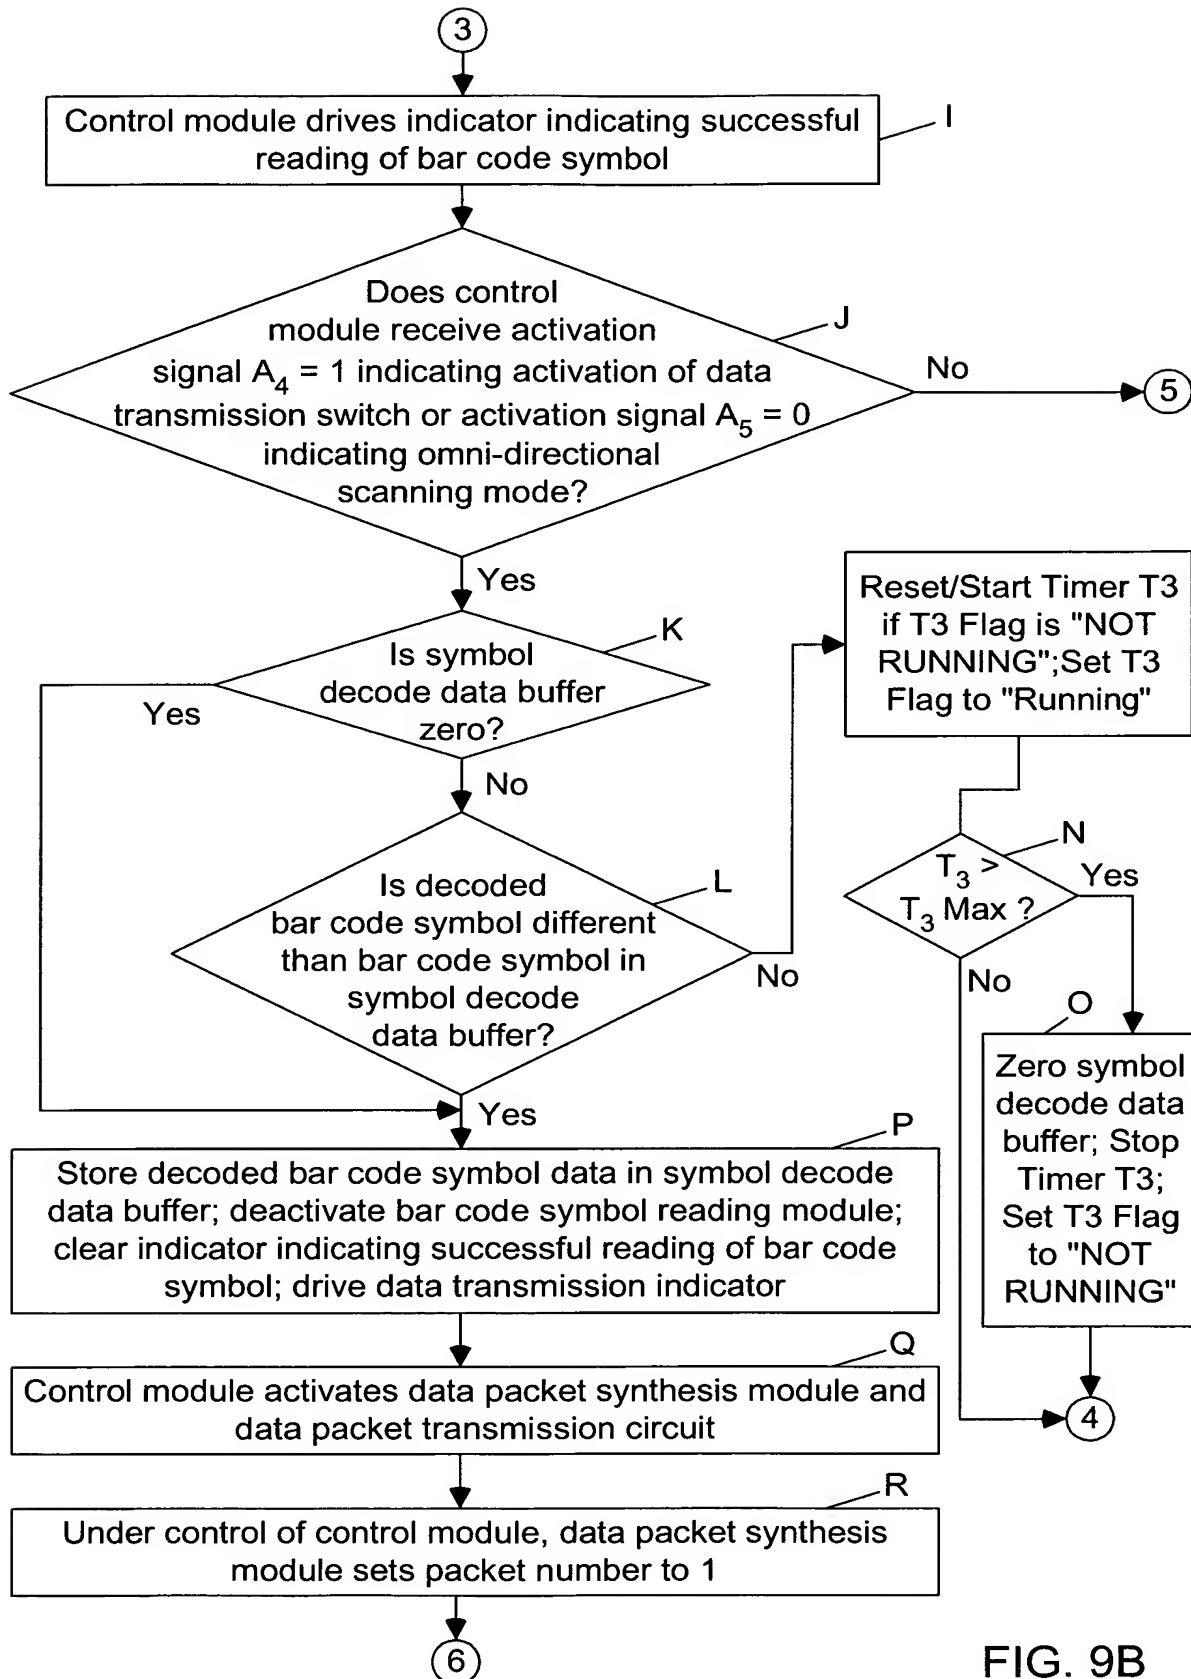 3
Control module drives indicator indicating successful
reading of bar code symbol
I
Does control
module receive activation
signal A4 = 1 indicating activation of data
transmission switch or activation signal A5 = 0
indicating omni-directional
scanning mode?
J
No
5
Yes
Is symbol
decode data buffer
zero?
K
Yes
No
Is decoded
bar code symbol different
than bar code symbol in
symbol decode
data buffer?
L
No
Yes
Reset/Start Timer T3
if T3 Flag is "NOT
RUNNING";Set T3
Flag to "Running"
T3 >
T3 Max ?
N
Yes
No
O
Zero symbol
decode data
buffer; Stop
Timer T3;
Set T3 Flag
to "NOT
RUNNING"
4
P
Store decoded bar code symbol data in symbol decode
data buffer; deactivate bar code symbol reading module;
clear indicator indicating successful reading of bar code
symbol; drive data transmission indicator
Q
Control module activates data packet synthesis module and
data packet transmission circuit
R
Under control of control module, data packet synthesis
module sets packet number to 1
6
FIG. 9B